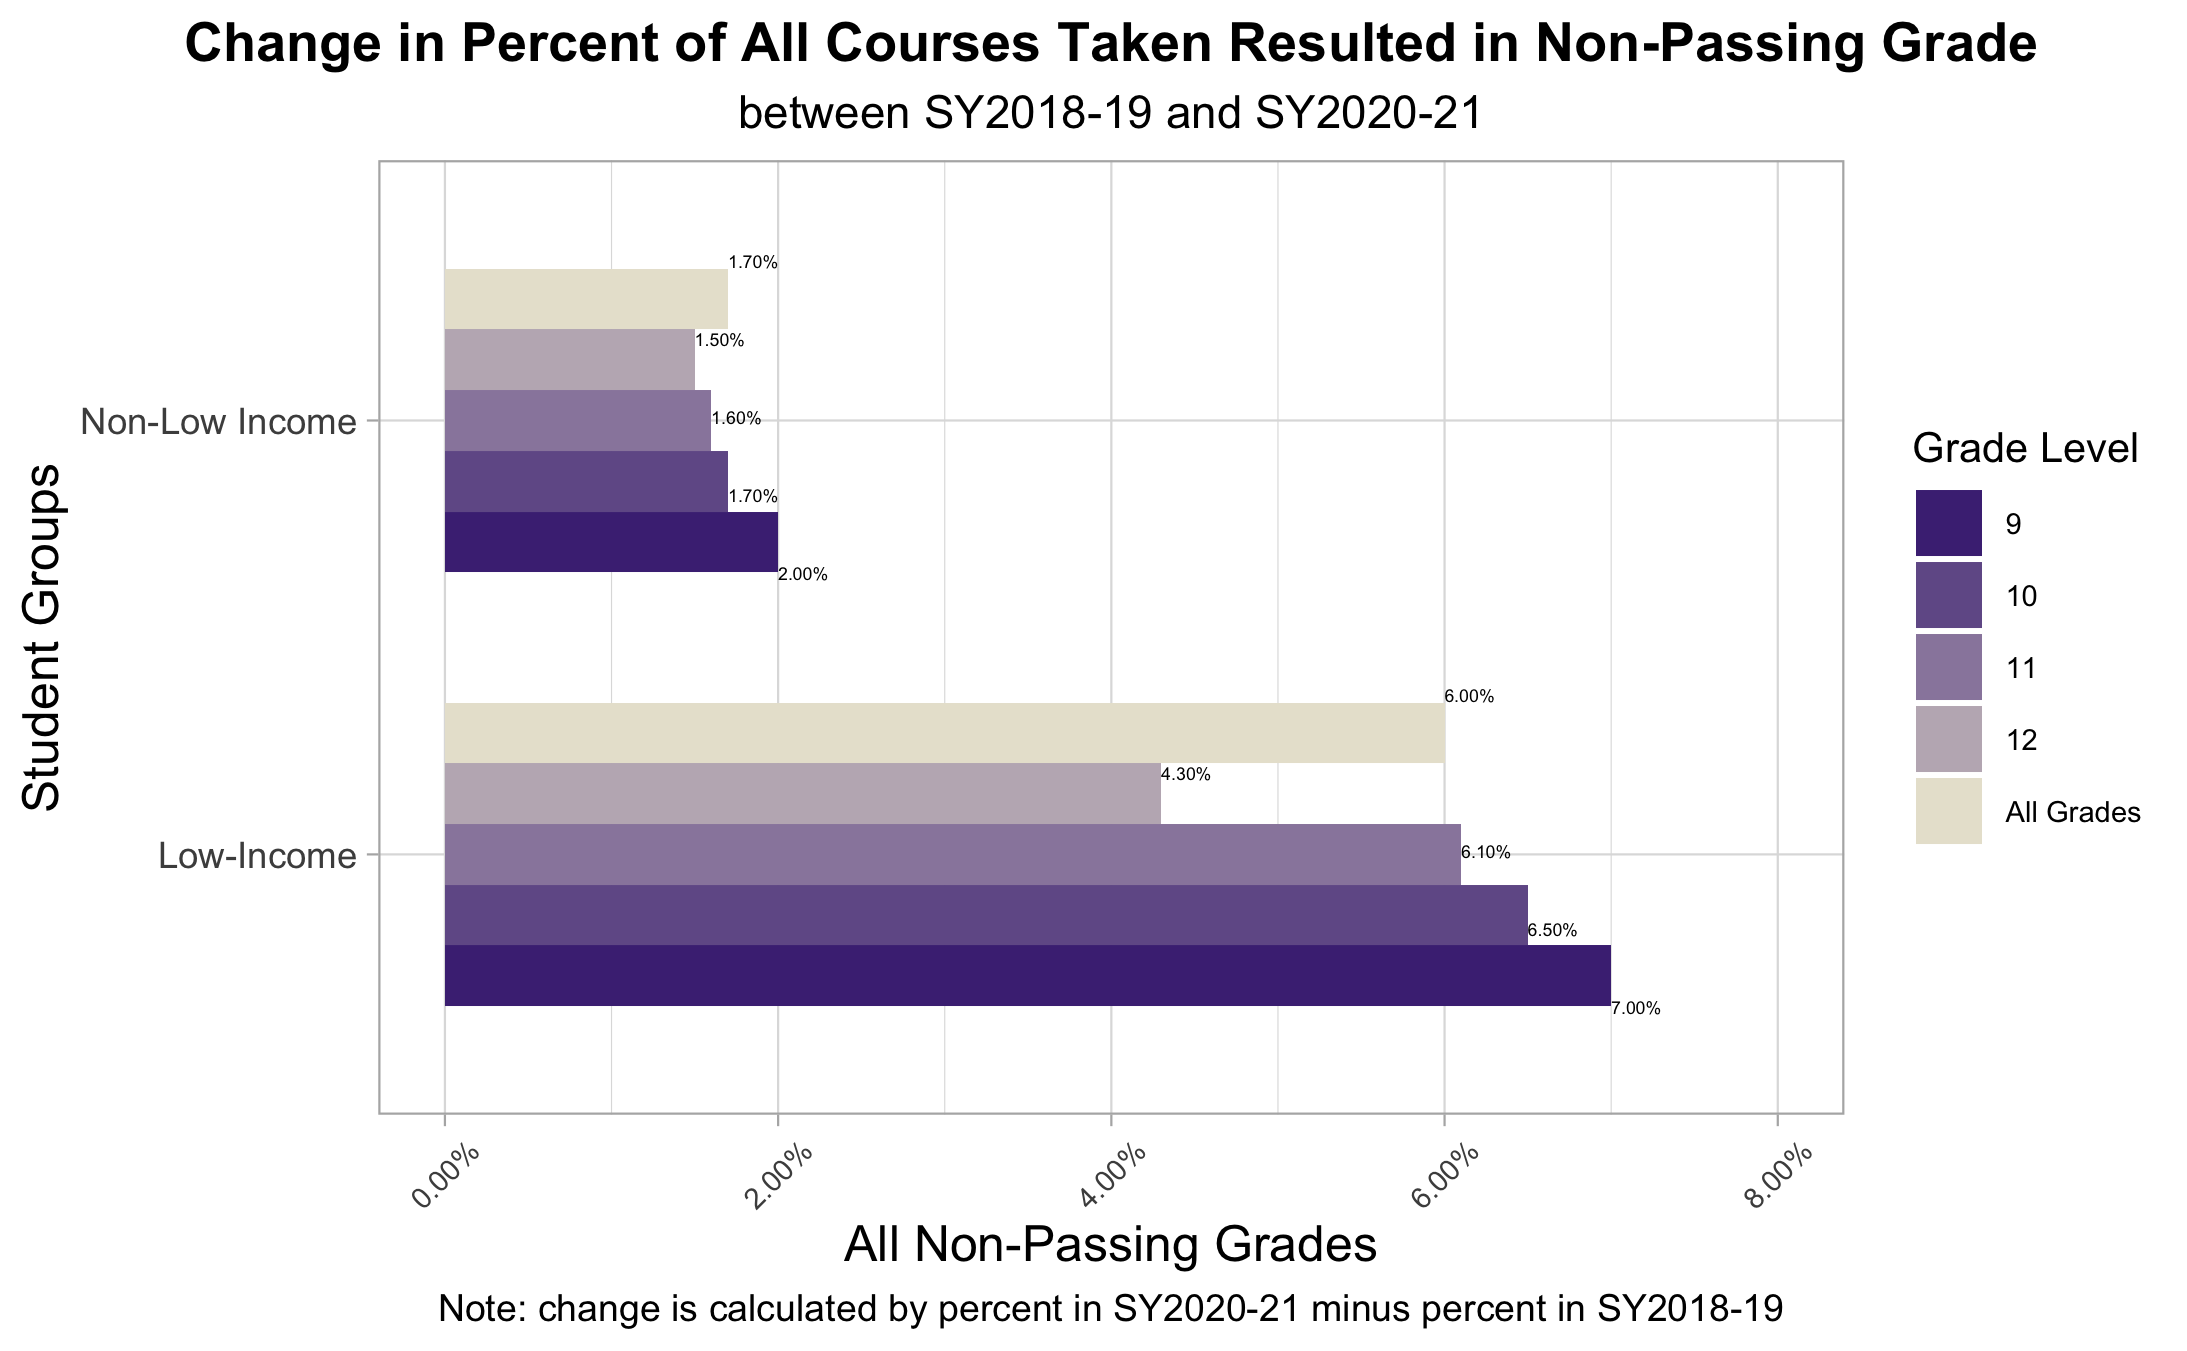 Change in Percent of All Courses Taken Resulted in Non-Passing Grade
between SY2018-19 and SY2020-21
Student Groups
Non-Low Income
1.70%
1.50%
1.60%
1.70%
2.00%
Low-Income
6.00%
4.30%
6.10%
6.50%
7.00%
Grade Level
9
10
11
12
All Grades
0.00%
2.00%
4.00%
6.00%
8.00%
All Non-Passing Grades
Note: change is calculated by percent in SY2020-21 minus percent in SY2018-19